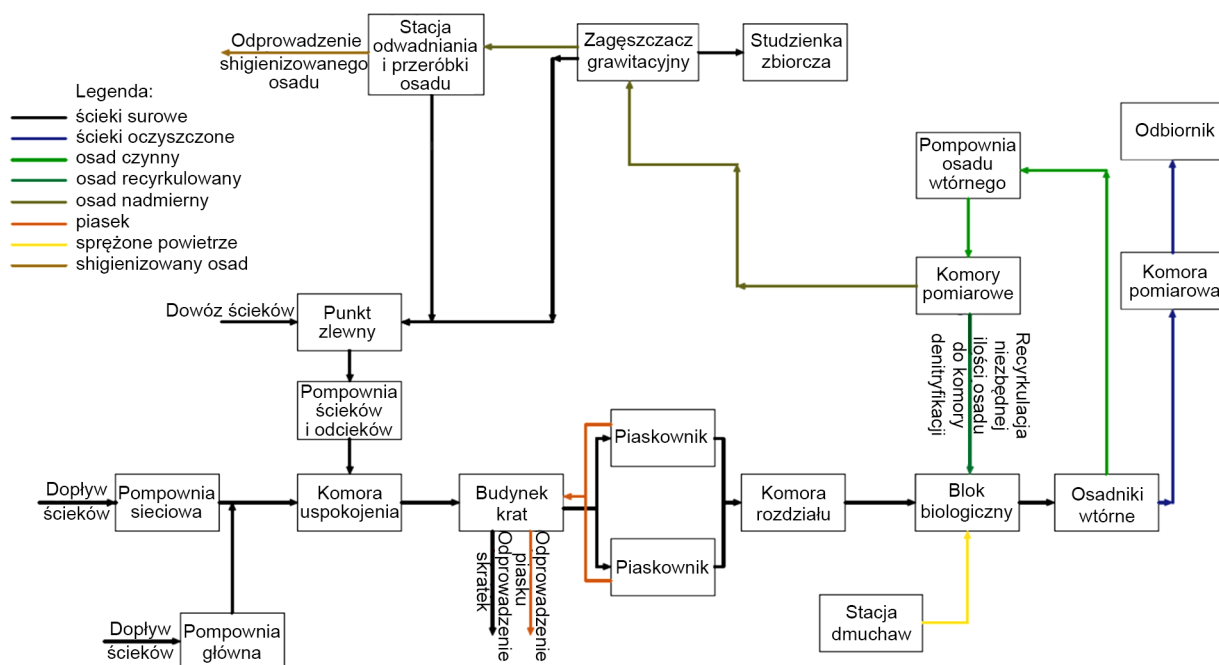 Odprowadzenie
shigienizowanego
osadu
Stacja
odwadniania
i przeróbki
osadu
Zagęszczacz
grawitacyjny
Studzienka
zbiorcza
Legenda:
ścieki surowe
ścieki oczyszczone
osad czynny
osad recyrkulowany
osad nadmierny
piasek
sprężone powietrze
shigienizowany osad
Pompownia
osadu
wtórnego
Odbiornik
Komory
pomiarowe
Komora
pomiarowa
Dowóz ścieków
Punkt
zlewny
Recyrkulacja
niezbędnej
ilości osadu
do komory
denitryfikacji
Pompownia
ścieków
i odcieków
Piaskownik
Dopływ
ścieków
Pompownia
sieciowa
Komora
uspokojenia
Budynek
krat
Komora
rozdziału
Blok
biologiczny
Osadniki
wtórne
Piaskownik
Odprowadzenie
skratek
Odprowadzenie
piasku
Stacja
dmuchaw
Dopływ
ścieków
Pompownia
główna